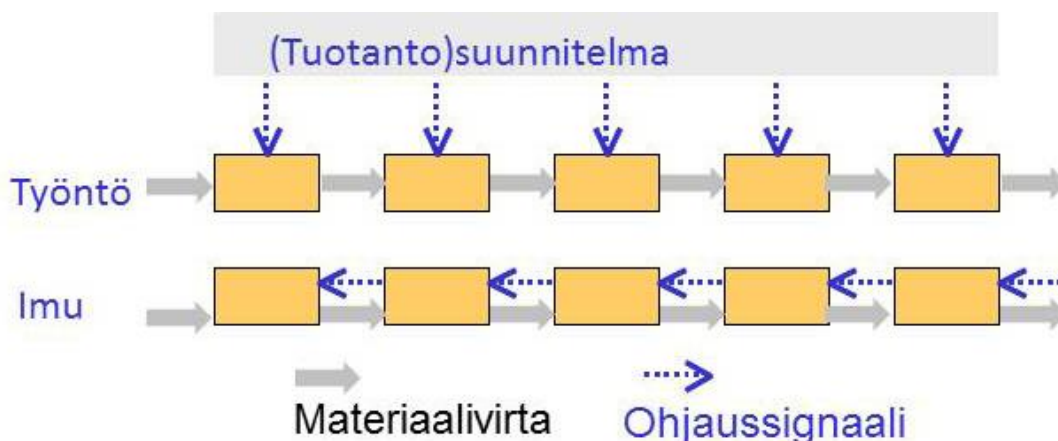 (Tuotanto)suunnitelma
Työntö
Imu
Materiaalivirta
Ohjaussignaali